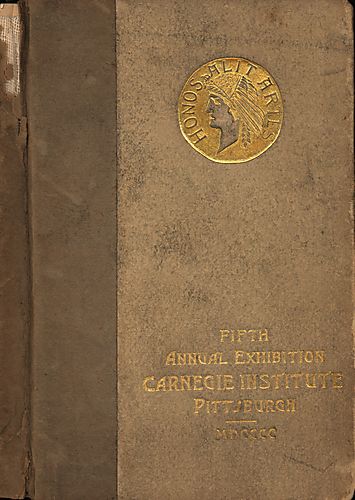 HONOS ALIT ARTES
FIFTH
ANNUAL EXHIBITION
CARNEGIE INSTITUTE
PITTSBURGH
MDCCCC